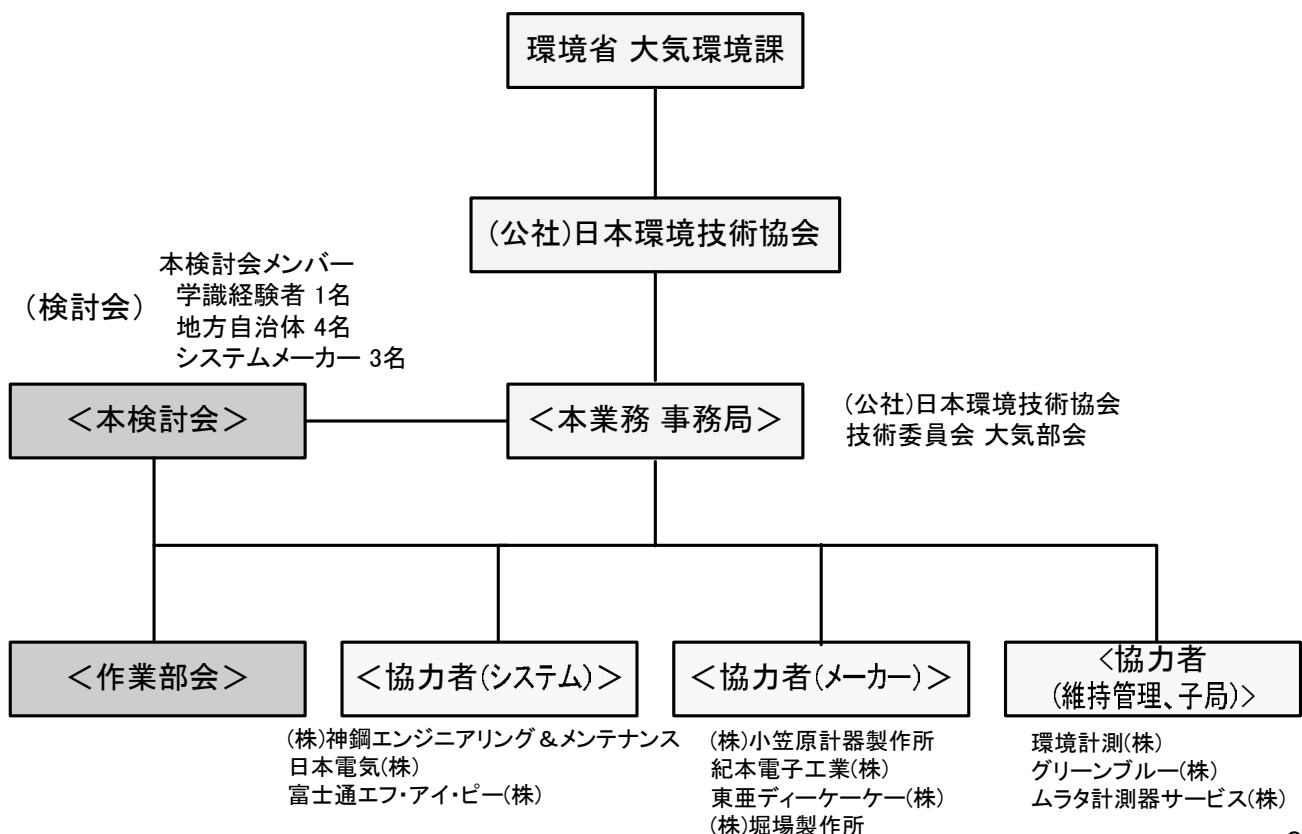 環境省 大気環境課
(公社)日本環境技術協会
(検討会)
本検討会メンバー
学識経験者 1名
地方自治体 4名
システムメーカー 3名
<本検討会>
<本業務 事務局>
(公社)日本環境技術協会
技術委員会 大気部会
<作業部会>
<協力者(システム)>
(株)神鋼エンジニアリング&メンテナンス
日本電気(株)
富士通エフ・アイ・ピー(株)
<協力者(メーカー)>
(株)小笠原計器製作所
紀本電子工業(株)
東亜ディーケーケー(株)
(株)堀場製作所
<協力者
(維持管理、子局)>
環境計測(株)
グリーンブルー(株)
ムラタ計測器サービス(株)